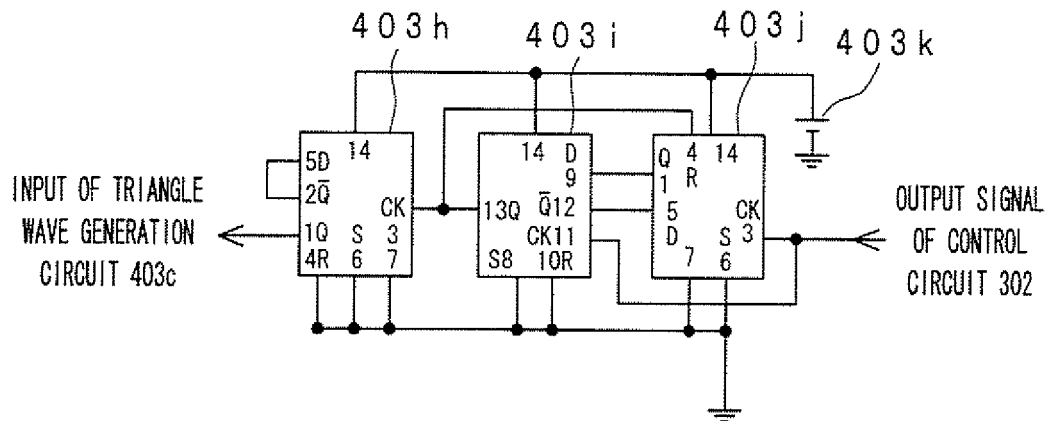 403h
403i
403j
403k
14
5D
2Q̅
CK
1Q
S
3
4R
6
7
14
D
9
13Q
Q̅12
CK11
S8
10R
Q
4
14
1
R
5
CK
D
S
3
7
6
INPUT OF TRIANGLE
WAVE GENERATION
CIRCUIT 403c
OUTPUT SIGNAL
OF CONTROL
CIRCUIT 302